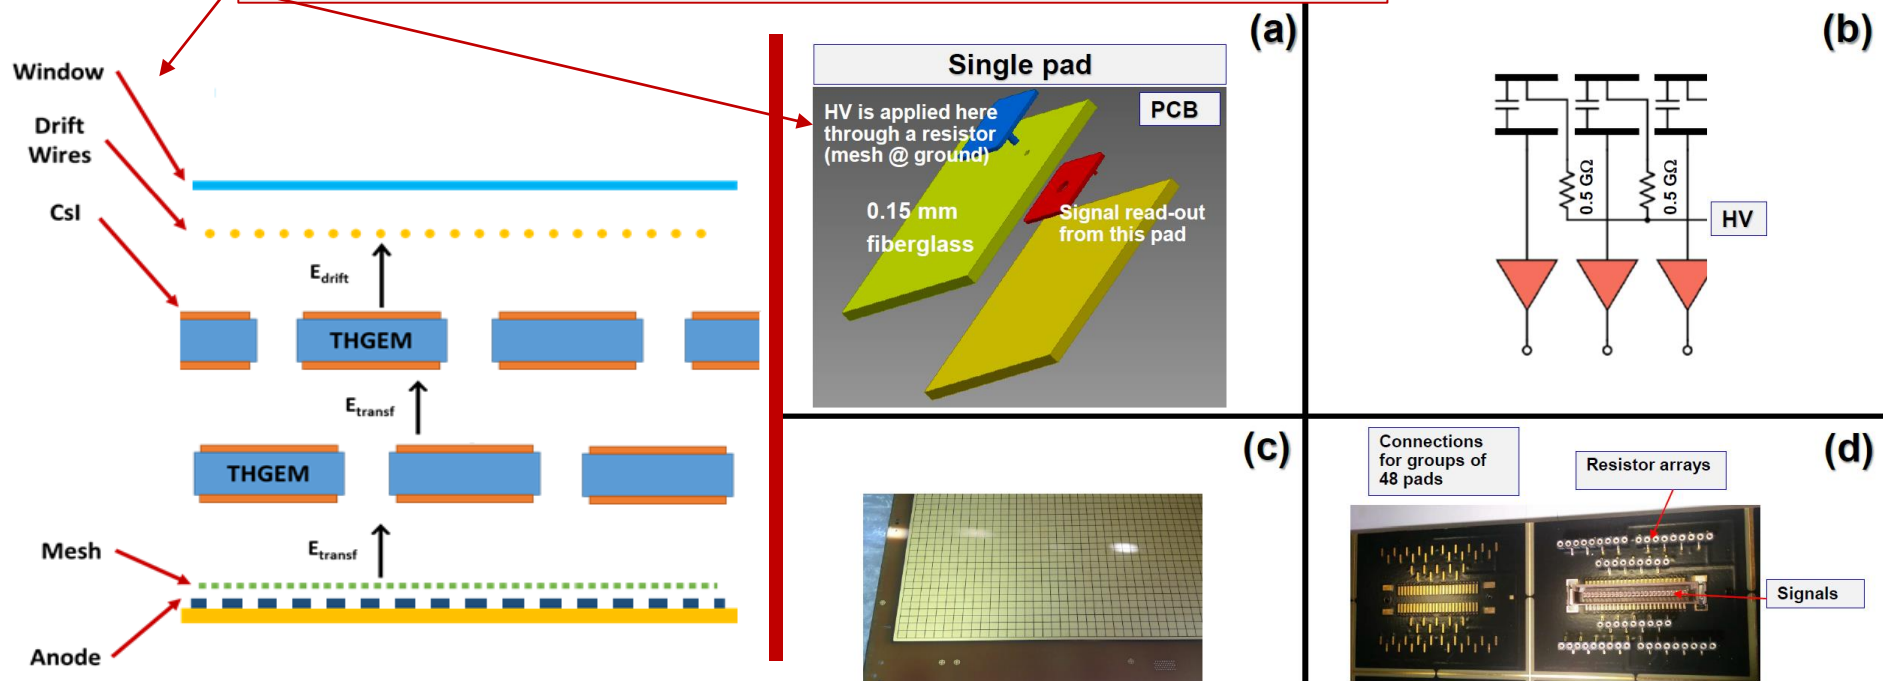 Window
Drift
Wires
CsI
E_drift
THGEM
E_transf
THGEM
E_transf
Mesh
Anode
(a)
Single pad
PCB
HV is applied here
through a resistor
(mesh @ ground)
0.15 mm
fiberglass
Signal read-out
from this pad
(b)
0.5 GΩ
0.5 GΩ
HV
(c)
(d)
Connections
for groups of
48 pads
Resistor arrays
Signals